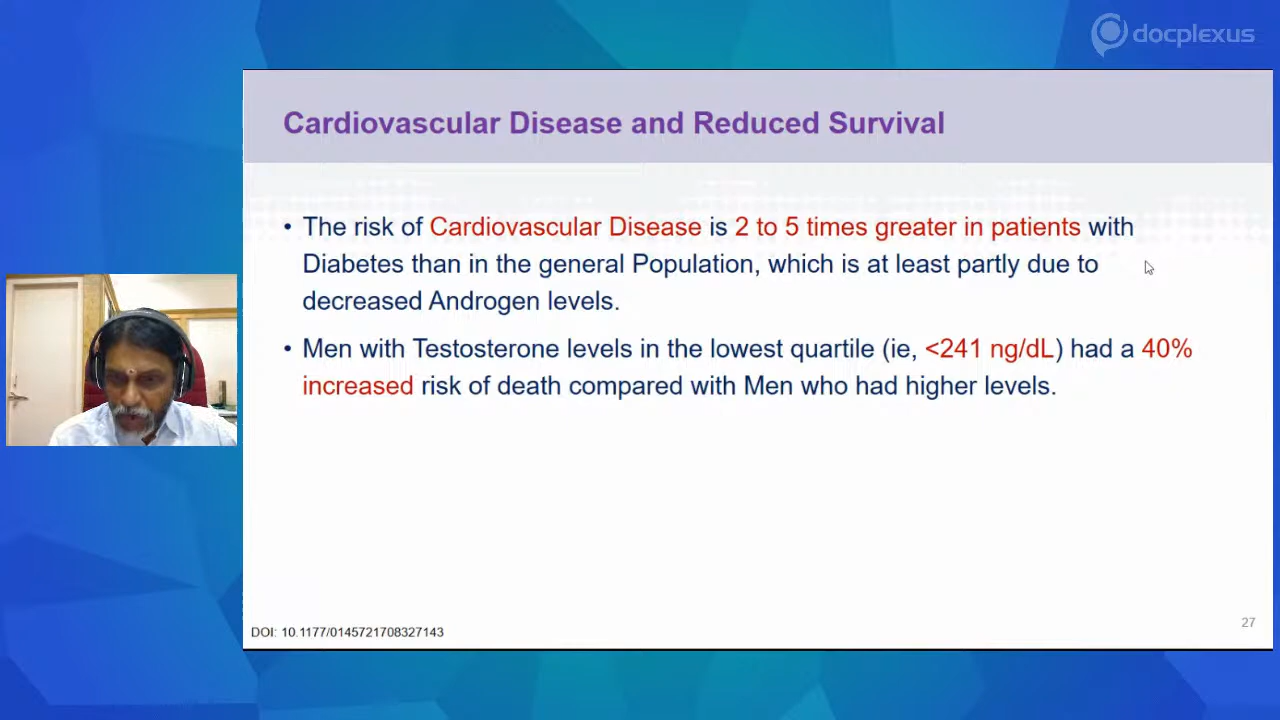 docplexus
Cardiovascular Disease and Reduced Survival
• The risk of Cardiovascular Disease is 2 to 5 times greater in patients with
Diabetes than in the general Population, which is at least partly due to
decreased Androgen levels.
• Men with Testosterone levels in the lowest quartile (ie, <241 ng/dL) had a 40%
increased risk of death compared with Men who had higher levels.
DOI: 10.1177/0145721708327143
27